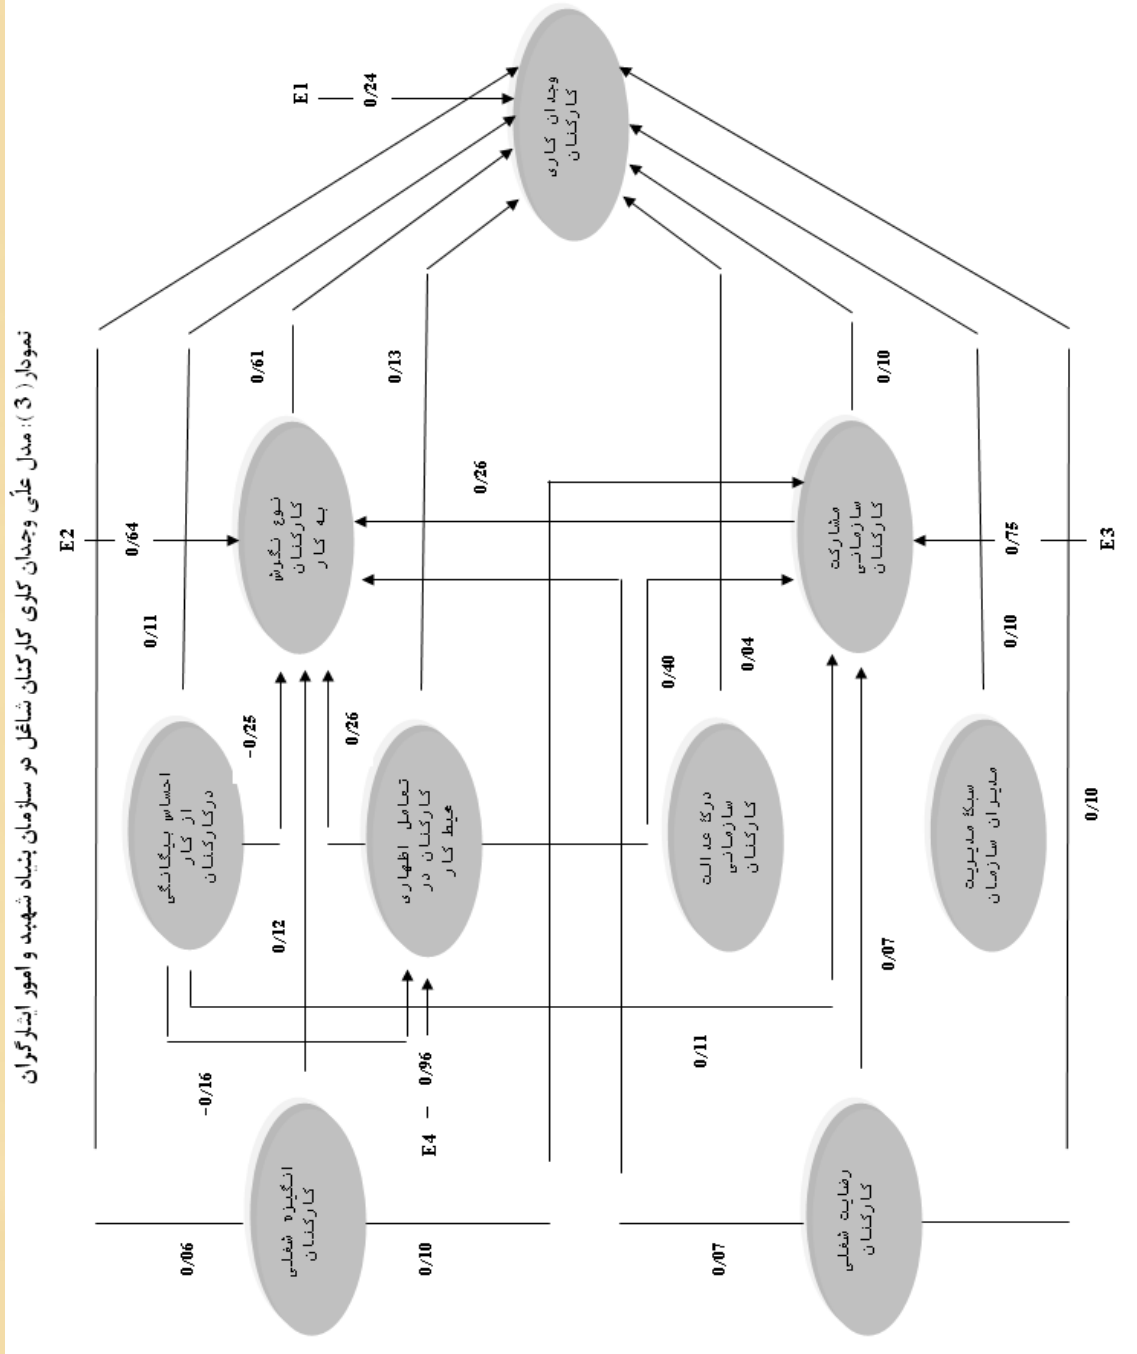 نمودار ( 3 ): مدل علّی وجدان کاری کارکنان شاغل در سازمان بنیاد شهید و امور ایثارگران
وجدان کاری
کارکنان
E1
0/24
E2
0/64
0/11
0/61
0/13
0/10
0/10
0/04
0/26
نوع نگرش
کارکنان
به کار
مشارکت
سازمانی
کارکنان
0/75
E3
-0/25
0/26
0/40
احساس بیگانگی
از کار
درکارکنان
تعامل اظهاری
کارکنان در
محیط کار
درک عدالت
سازمانی
کارکنان
سبک مدیریت
مدیران سازمان
0/10
0/12
0/07
0/11
-0/16
0/96
E4
انگیزه شغلی
کارکنان
رضایت شغلی
کارکنان
0/06
0/10
0/07